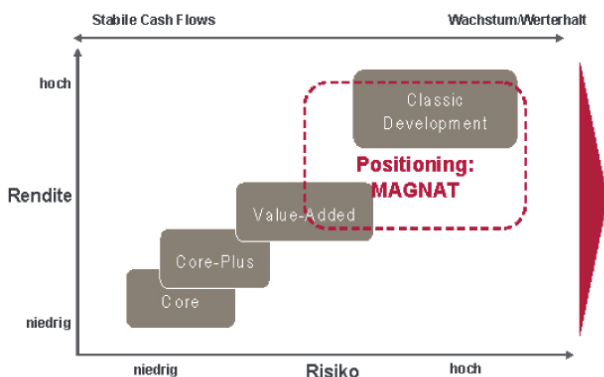 Stabile Cash Flows
Wachstum/Werterhalt
hoch
Classic
Development
Positioning:
MAGNAT
Rendite
Value-Added
Core-Plus
Core
niedrig
niedrig
Risiko
hoch